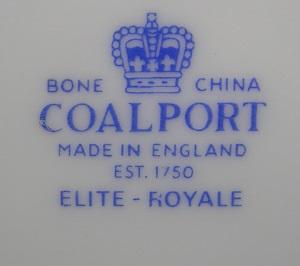 BONE CHINA
COALPORT
MADE IN ENGLAND
EST. 1750
ELITE - ROYALE